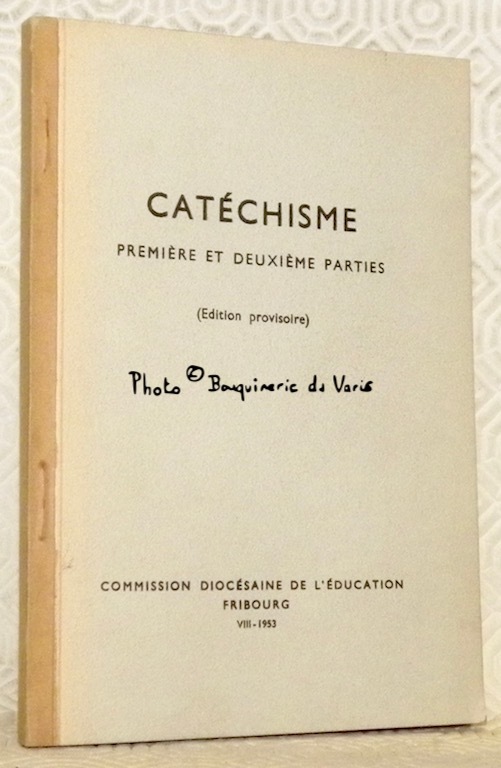 CATÉCHISME
PREMIÈRE ET DEUXIÈME PARTIES
(Edition provisoire)
Photo © Bouquinerie du Varis
COMMISSION DIOCÉSAINE DE L'ÉDUCATION
FRIBOURG
VIII-1953